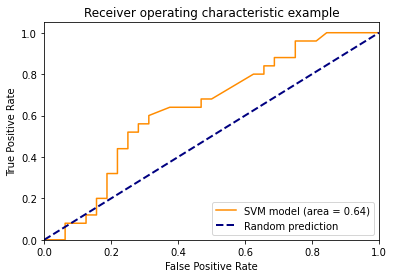 Receiver operating characteristic example
True Positive Rate
1.0
0.8
0.6
0.4
0.2
0.0
SVM model (area = 0.64)
Random prediction
0.0 0.2 0.4 0.6 0.8 1.0
False Positive Rate